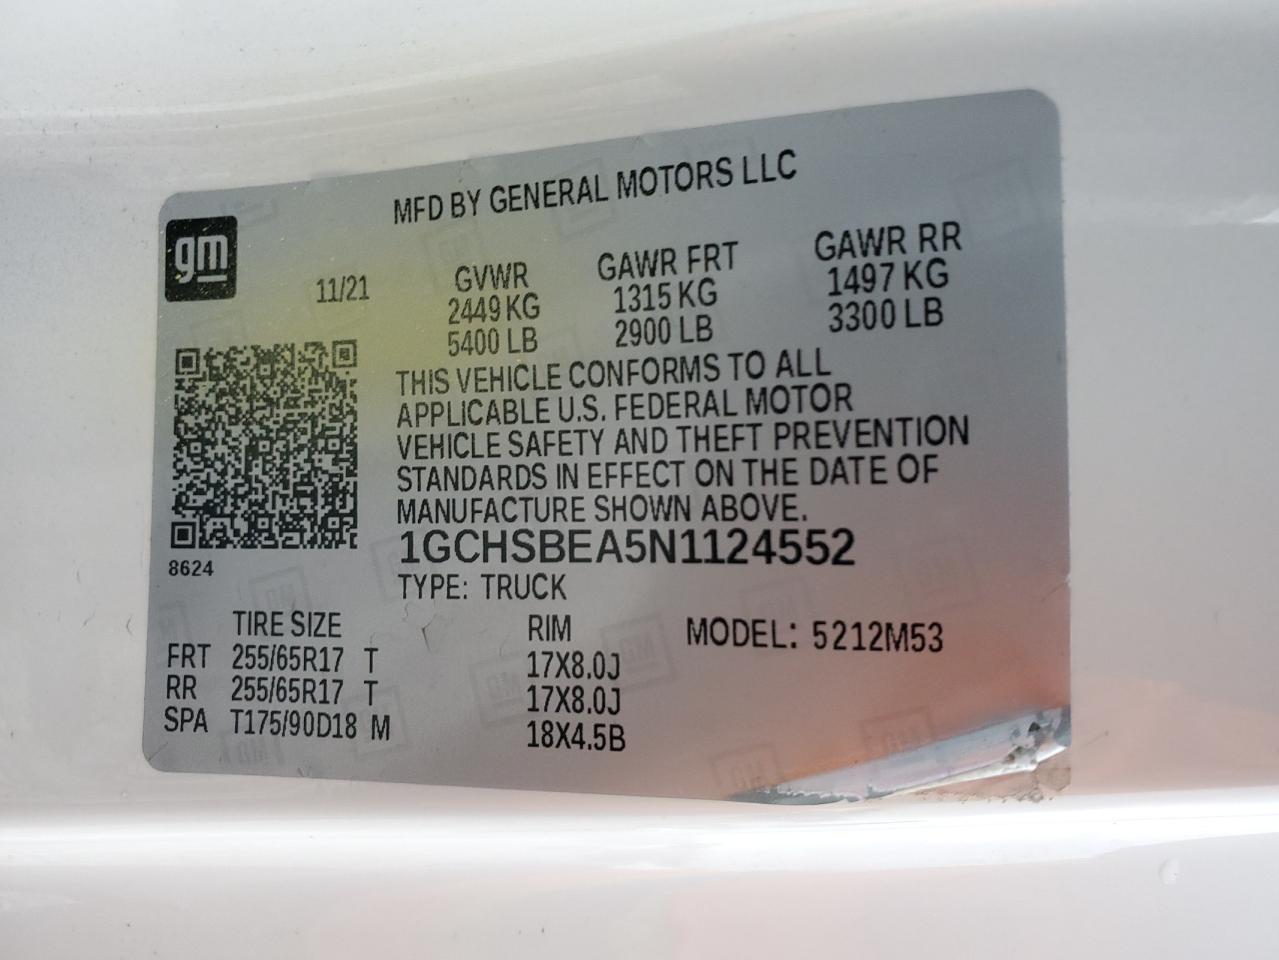 MFD BY GENERAL MOTORS LLC
gm
11/21 GVWR GAWR FRT GAWR RR
2449 KG 1315 KG 1497 KG
5400 LB 2900 LB 3300 LB
THIS VEHICLE CONFORMS TO ALL
APPLICABLE U.S. FEDERAL MOTOR
VEHICLE SAFETY AND THEFT PREVENTION
STANDARDS IN EFFECT ON THE DATE OF
MANUFACTURE SHOWN ABOVE.
1GCHSBEA5N1124552
8624
TYPE: TRUCK
TIRE SIZE RIM MODEL: 5212M53
FRT 255/65R17 T 17X8.0J
RR 255/65R17 T 17X8.0J
SPA T175/90D18 M 18X4.5B